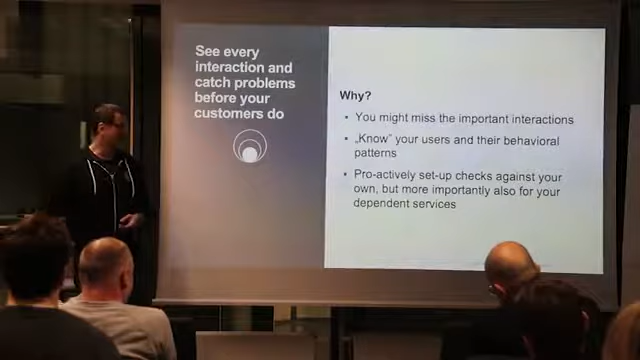 See every
interaction and
catch problems
before your
customers do
Why?
• You might miss the important interactions
• „Know” your users and their behavioral
patterns
• Pro-actively set-up checks against your
own, but more importantly also for your
dependent services